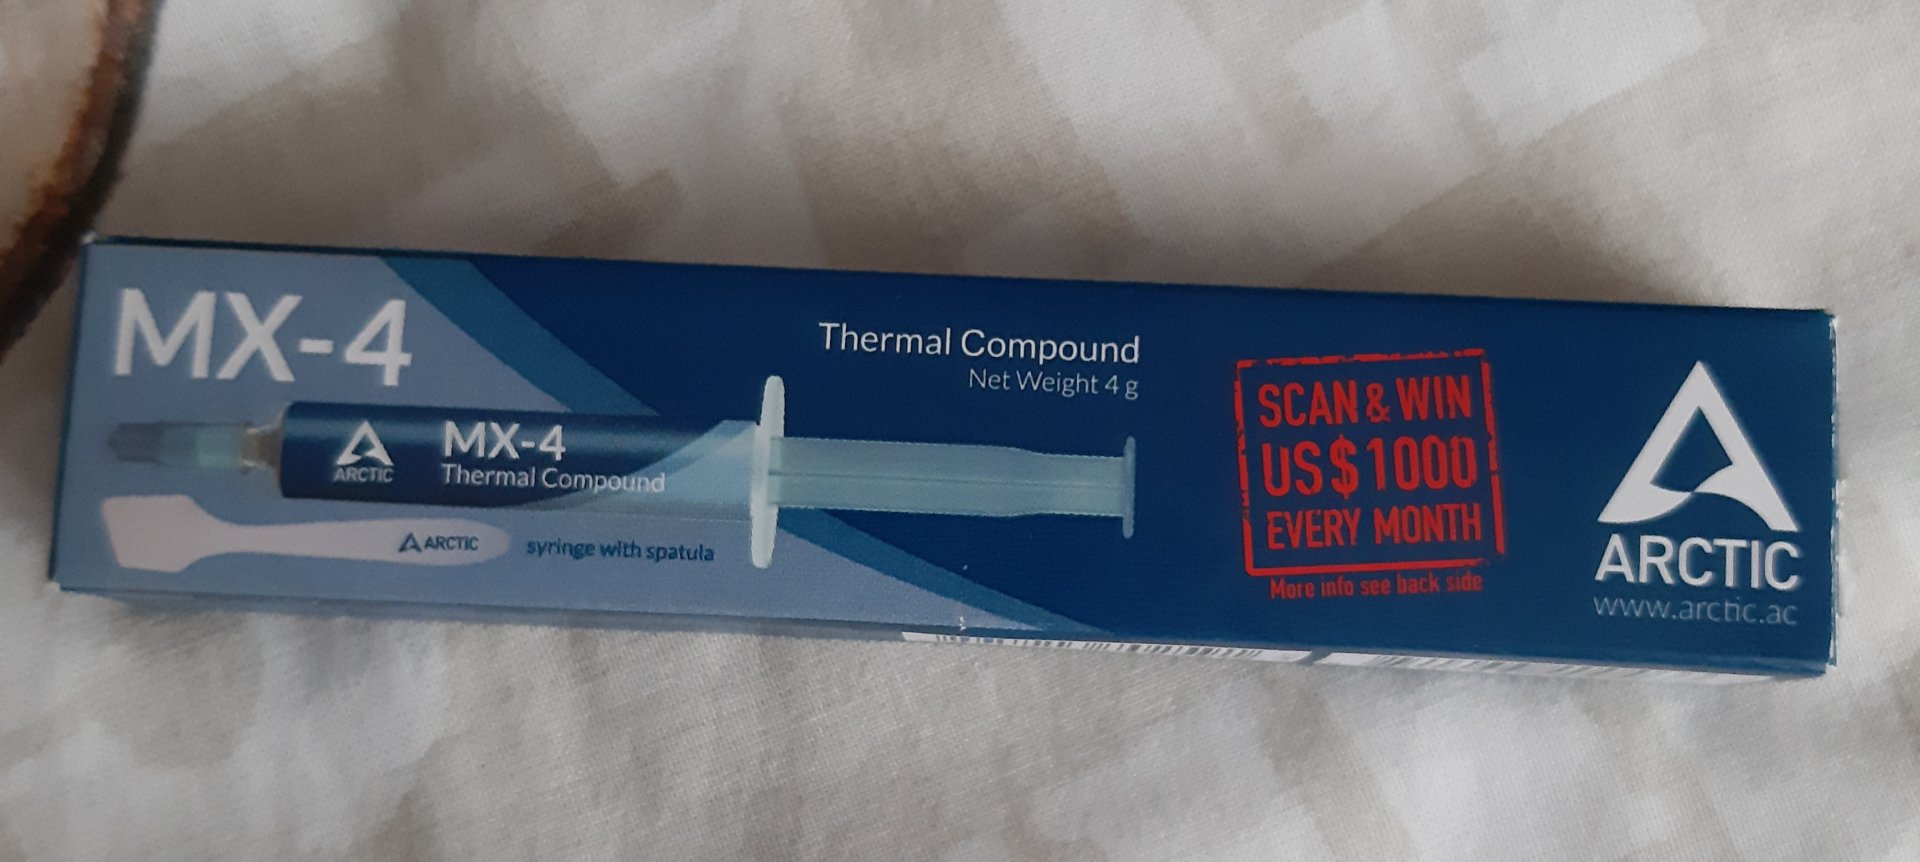 MX-4
Thermal Compound
Net Weight 4 g
ARCTIC
MX-4
Thermal Compound
ARCTIC
syringe with spatula
SCAN & WIN
US$1000
EVERY MONTH
More info see back side
ARCTIC
www.arctic.ac